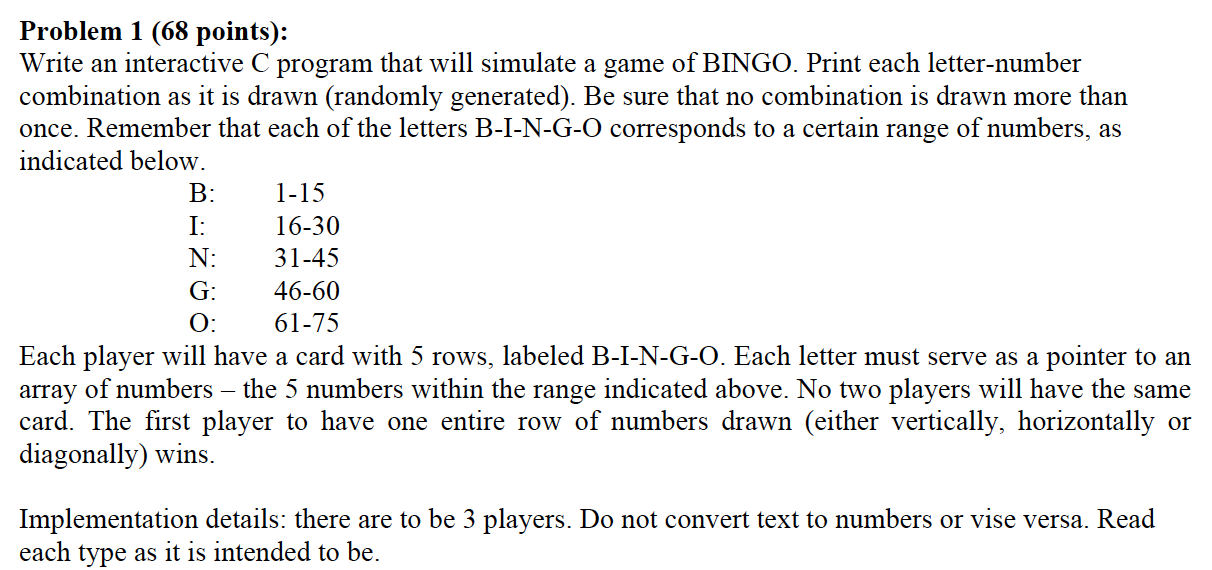 Problem 1 (68 points):
Write an interactive C program that will simulate a game of BINGO. Print each letter-number
combination as it is drawn (randomly generated). Be sure that no combination is drawn more than
once. Remember that each of the letters B-I-N-G-O corresponds to a certain range of numbers, as
indicated below.
B: 1-15
I: 16-30
N: 31-45
G: 46-60
O: 61-75
Each player will have a card with 5 rows, labeled B-I-N-G-O. Each letter must serve as a pointer to an
array of numbers – the 5 numbers within the range indicated above. No two players will have the same
card. The first player to have one entire row of numbers drawn (either vertically, horizontally or
diagonally) wins.
Implementation details: there are to be 3 players. Do not convert text to numbers or vise versa. Read
each type as it is intended to be.